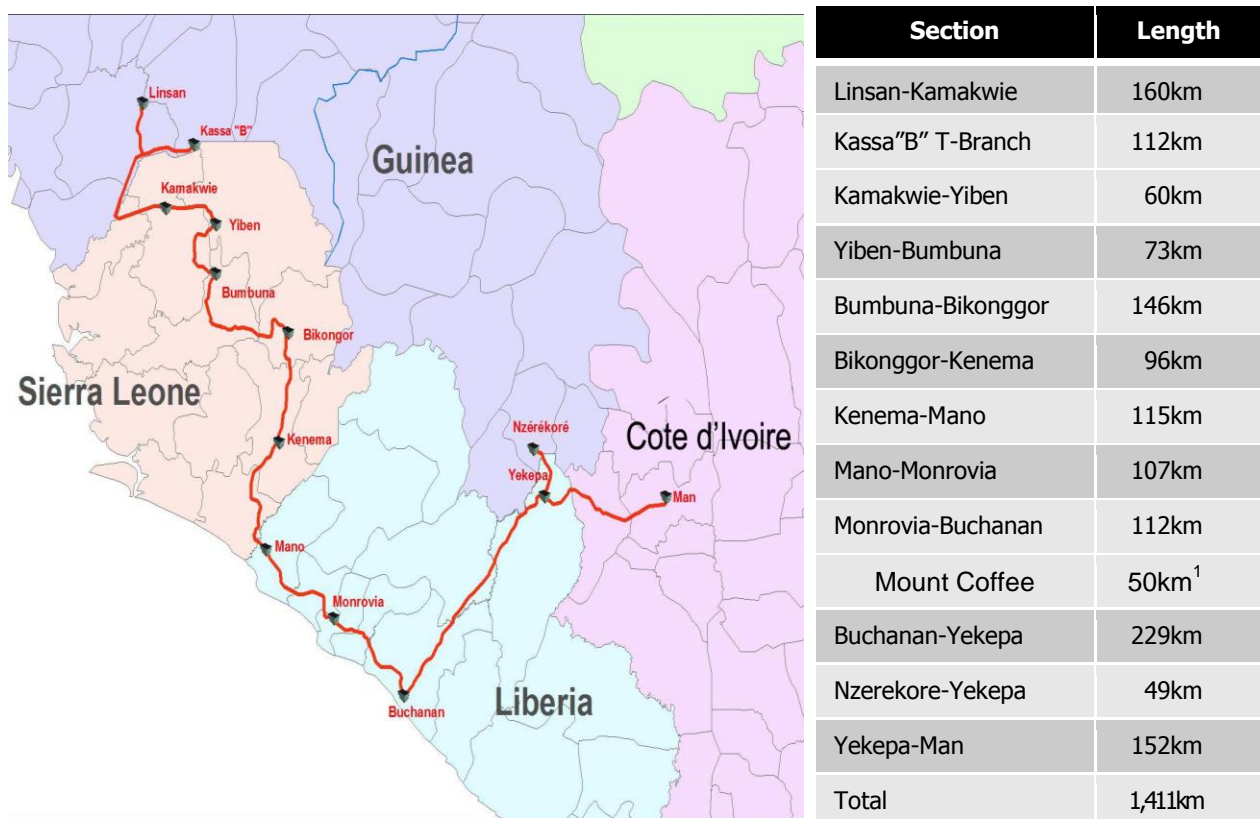 Linsan
Kassa "B"
Guinea
Kamakwie
Yiben
Bumbuna
Bikongor
Sierra Leone
Kenema
Nzérékoré
Cote d'Ivoire
Yekepa
Man
Mano
Monrovia
Buchanan
Liberia
Section Length
Linsan-Kamakwie 160km
Kassa”B” T-Branch 112km
Kamakwie-Yiben 60km
Yiben-Bumbuna 73km
Bumbuna-Bikonggor 146km
Bikonggor-Kenema 96km
Kenema-Mano 115km
Mano-Monrovia 107km
Monrovia-Buchanan 112km
Mount Coffee 50km¹
Buchanan-Yekepa 229km
Nzerekore-Yekepa 49km
Yekepa-Man 152km
Total 1,411km